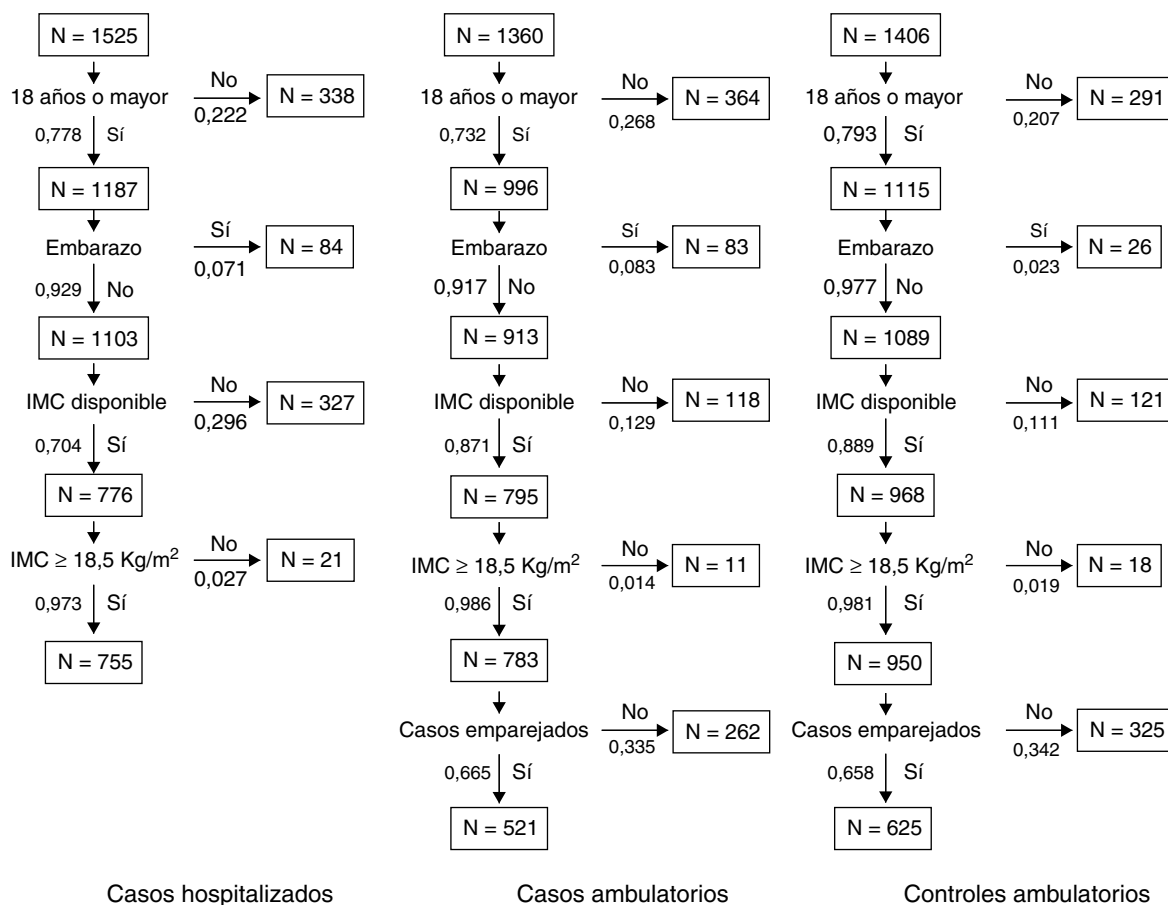 N = 1525
18 años o mayor
No
0,222
N = 338
0,778 Sí
N = 1187
Embarazo
Sí
0,071
N = 84
0,929 No
N = 1103
IMC disponible
No
0,296
N = 327
0,704 Sí
N = 776
IMC ≥ 18,5 Kg/m²
No
0,027
N = 21
0,973 Sí
N = 755
Casos hospitalizados
N = 1360
18 años o mayor
No
0,268
N = 364
0,732 Sí
N = 996
Embarazo
Sí
0,083
N = 83
0,917 No
N = 913
IMC disponible
No
0,129
N = 118
0,871 Sí
N = 795
IMC ≥ 18,5 Kg/m²
No
0,014
N = 11
0,986 Sí
N = 783
Casos emparejados
No
0,335
N = 262
0,665 Sí
N = 521
Casos ambulatorios
N = 1406
18 años o mayor
No
0,207
N = 291
0,793 Sí
N = 1115
Embarazo
Sí
0,023
N = 26
0,977 No
N = 1089
IMC disponible
No
0,111
N = 121
0,889 Sí
N = 968
IMC ≥ 18,5 Kg/m²
No
0,019
N = 18
0,981 Sí
N = 950
Casos emparejados
No
0,342
N = 325
0,658 Sí
N = 625
Controles ambulatorios